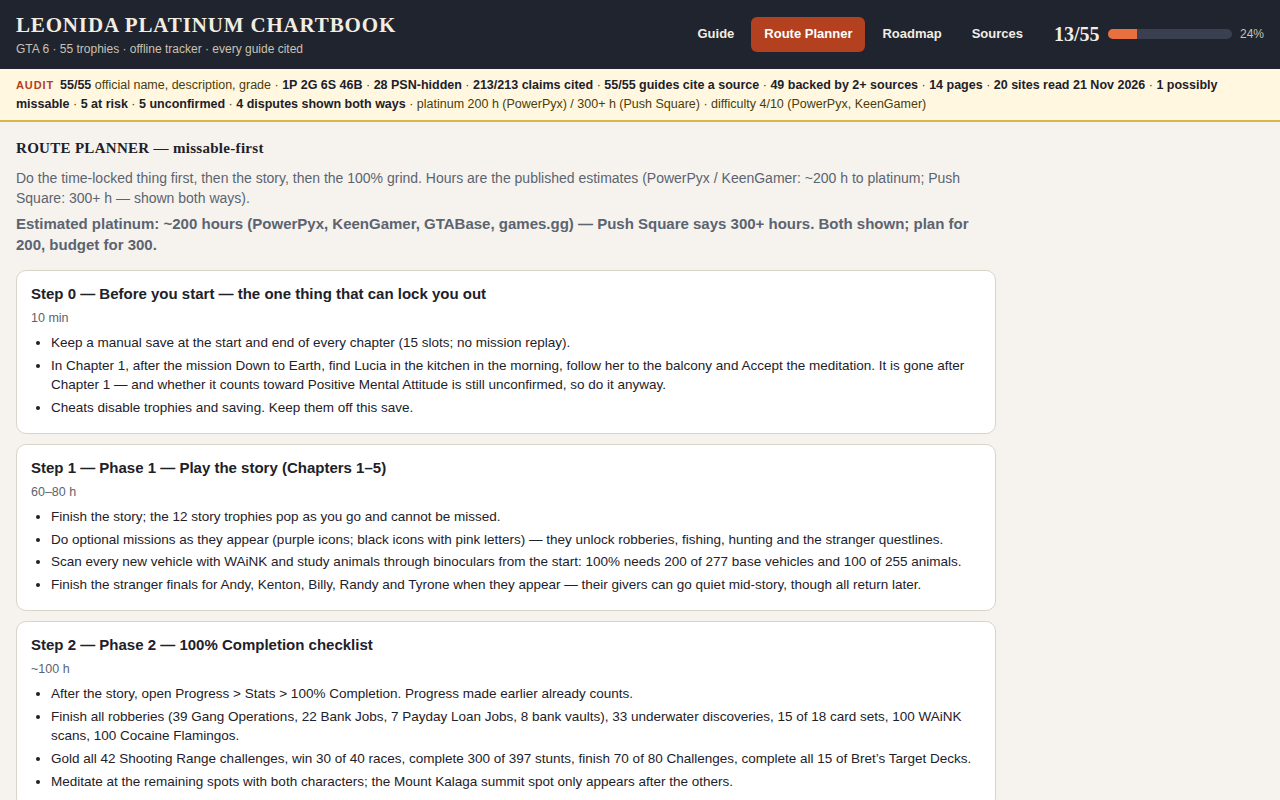 LEONIDA PLATINUM CHARTBOOK
GTA 6 · 55 trophies · offline tracker · every guide cited
Guide
Route Planner
Roadmap
Sources
13/55
24%
AUDIT 55/55 official name, description, grade · 1P 2G 6S 46B · 28 PSN-hidden · 213/213 claims cited · 55/55 guides cite a source · 49 backed by 2+ sources · 14 pages · 20 sites read 21 Nov 2026 · 1 possibly
missable · 5 at risk · 5 unconfirmed · 4 disputes shown both ways · platinum 200 h (PowerPyx) / 300+ h (Push Square) · difficulty 4/10 (PowerPyx, KeenGamer)
ROUTE PLANNER — missable-first
Do the time-locked thing first, then the story, then the 100% grind. Hours are the published estimates (PowerPyx / KeenGamer: ~200 h to platinum; Push
Square: 300+ h — shown both ways).
Estimated platinum: ~200 hours (PowerPyx, KeenGamer, GTABase, games.gg) — Push Square says 300+ hours. Both shown; plan for
200, budget for 300.
Step 0 — Before you start — the one thing that can lock you out
10 min
• Keep a manual save at the start and end of every chapter (15 slots; no mission replay).
• In Chapter 1, after the mission Down to Earth, find Lucia in the kitchen in the morning, follow her to the balcony and Accept the meditation. It is gone after
Chapter 1 — and whether it counts toward Positive Mental Attitude is still unconfirmed, so do it anyway.
• Cheats disable trophies and saving. Keep them off this save.
Step 1 — Phase 1 — Play the story (Chapters 1–5)
60–80 h
• Finish the story; the 12 story trophies pop as you go and cannot be missed.
• Do optional missions as they appear (purple icons; black icons with pink letters) — they unlock robberies, fishing, hunting and the stranger questlines.
• Scan every new vehicle with WAiNK and study animals through binoculars from the start: 100% needs 200 of 277 base vehicles and 100 of 255 animals.
• Finish the stranger finals for Andy, Kenton, Billy, Randy and Tyrone when they appear — their givers can go quiet mid-story, though all return later.
Step 2 — Phase 2 — 100% Completion checklist
~100 h
• After the story, open Progress > Stats > 100% Completion. Progress made earlier already counts.
• Finish all robberies (39 Gang Operations, 22 Bank Jobs, 7 Payday Loan Jobs, 8 bank vaults), 33 underwater discoveries, 15 of 18 card sets, 100 WAiNK
scans, 100 Cocaine Flamingos.
• Gold all 42 Shooting Range challenges, win 30 of 40 races, complete 300 of 397 stunts, finish 70 of 80 Challenges, complete all 15 of Bret’s Target Decks.
• Meditate at the remaining spots with both characters; the Mount Kalaga summit spot only appears after the others.